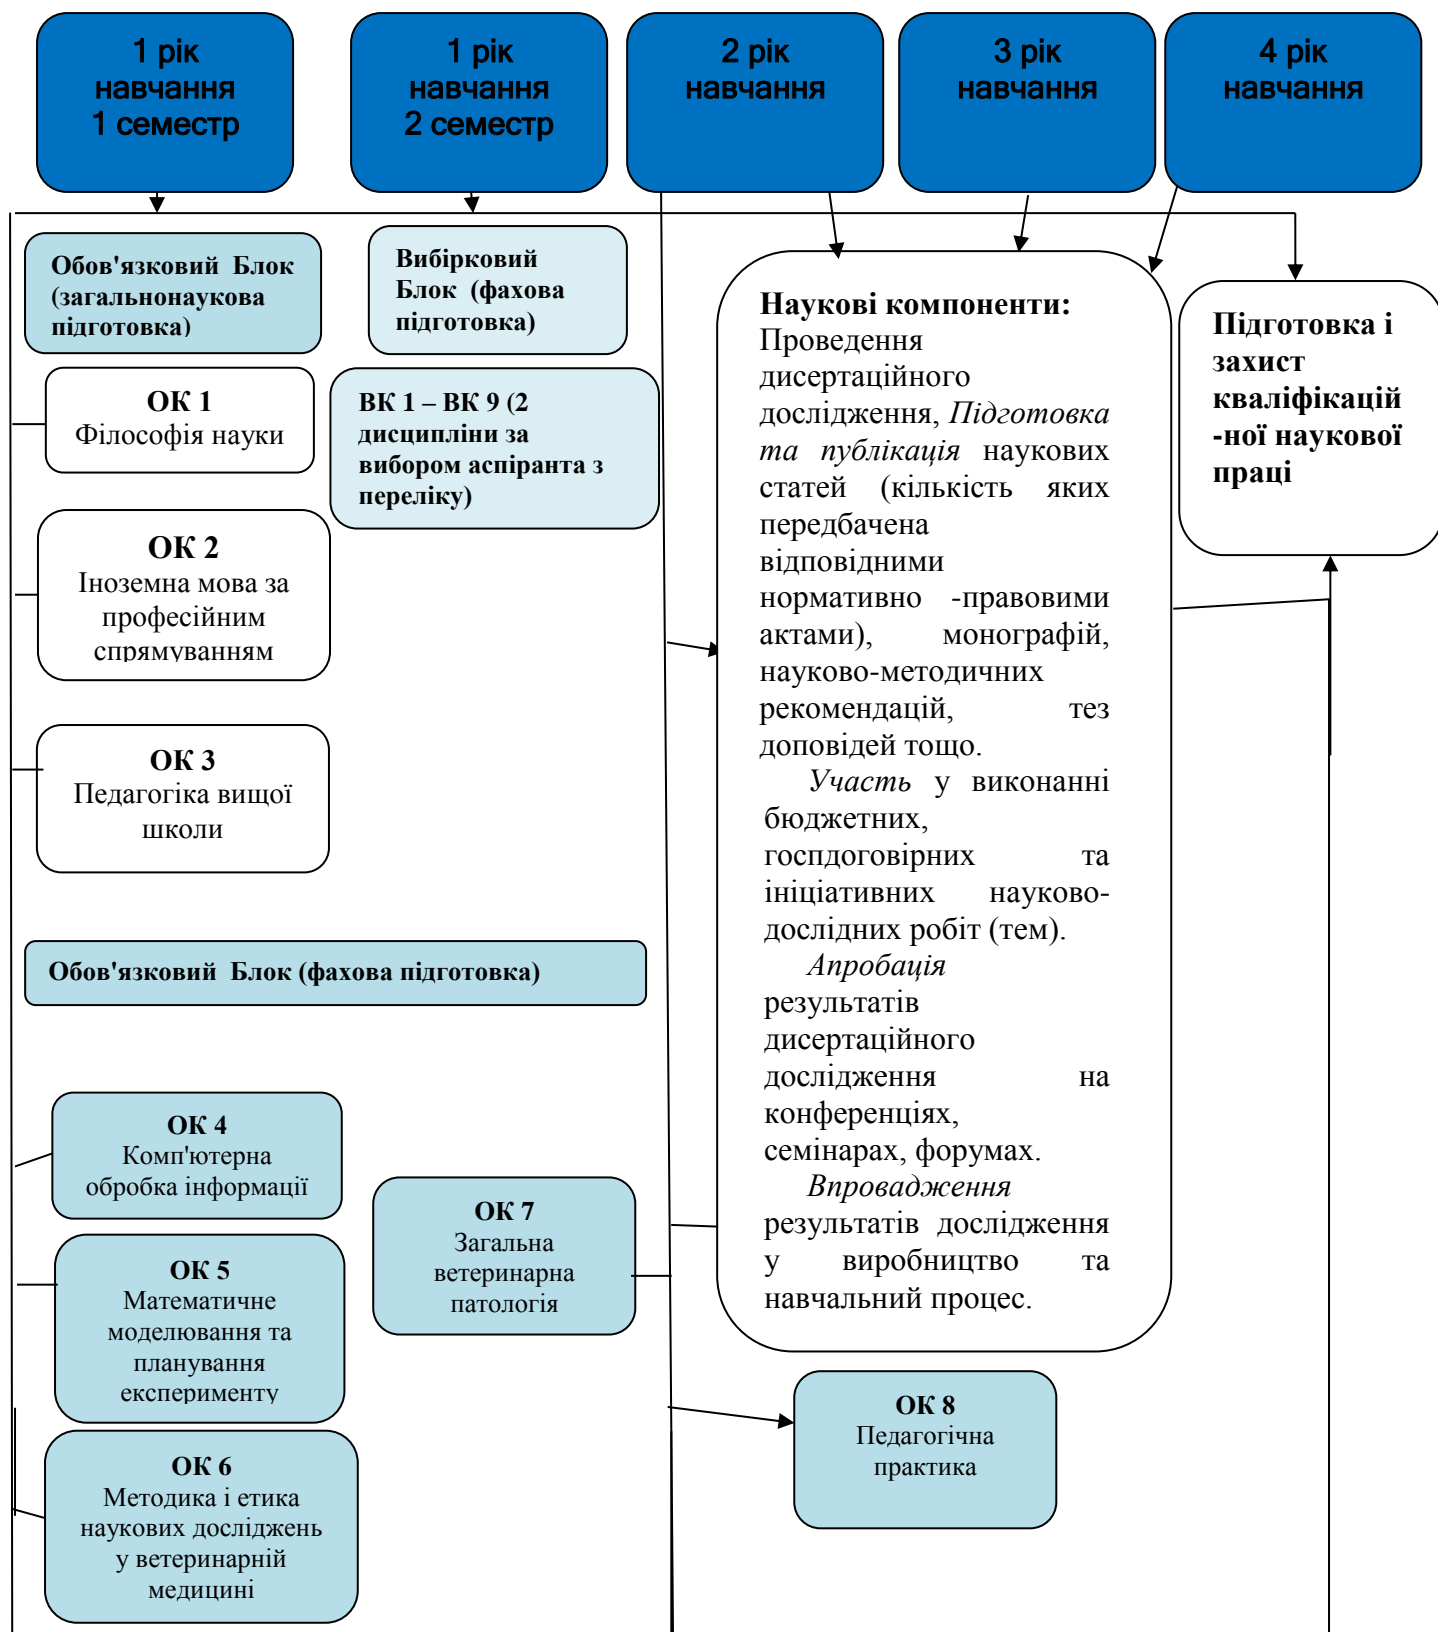 1 рік
навчання
1 семестр
1 рік
навчання
2 семестр
2 рік
навчання
3 рік
навчання
4 рік
навчання
Обов'язковий Блок
(загальнонаукова
підготовка)
Вибірковий
Блок (фахова
підготовка)
ОК 1
Філософія науки
ВК 1 – ВК 9 (2
дисципліни за
вибором аспіранта з
переліку)
ОК 2
Іноземна мова за
професійним
спрямуванням
ОК 3
Педагогіка вищої
школи
Обов'язковий Блок (фахова підготовка)
ОК 4
Комп'ютерна
обробка інформації
ОК 5
Математичне
моделювання та
планування
експерименту
ОК 6
Методика і етика
наукових досліджень
у ветеринарній
медицині
ОК 7
Загальна
ветеринарна
патологія
Наукові компоненти:
Проведення
дисертаційного
дослідження, Підготовка
та публікація наукових
статей (кількість яких
передбачена
відповідними
нормативно -правовими
актами), монографій,
науково-методичних
рекомендацій, тез
доповідей тощо.
Участь у виконанні
бюджетних,
госпдоговірних та
ініціативних науково-
дослідних робіт (тем).
Апробація
результатів
дисертаційного
дослідження на
конференціях,
семінарах, форумах.
Впровадження
результатів дослідження
у виробництво та
навчальний процес.
ОК 8
Педагогічна
практика
Підготовка і
захист
кваліфікацій
-ної наукової
праці